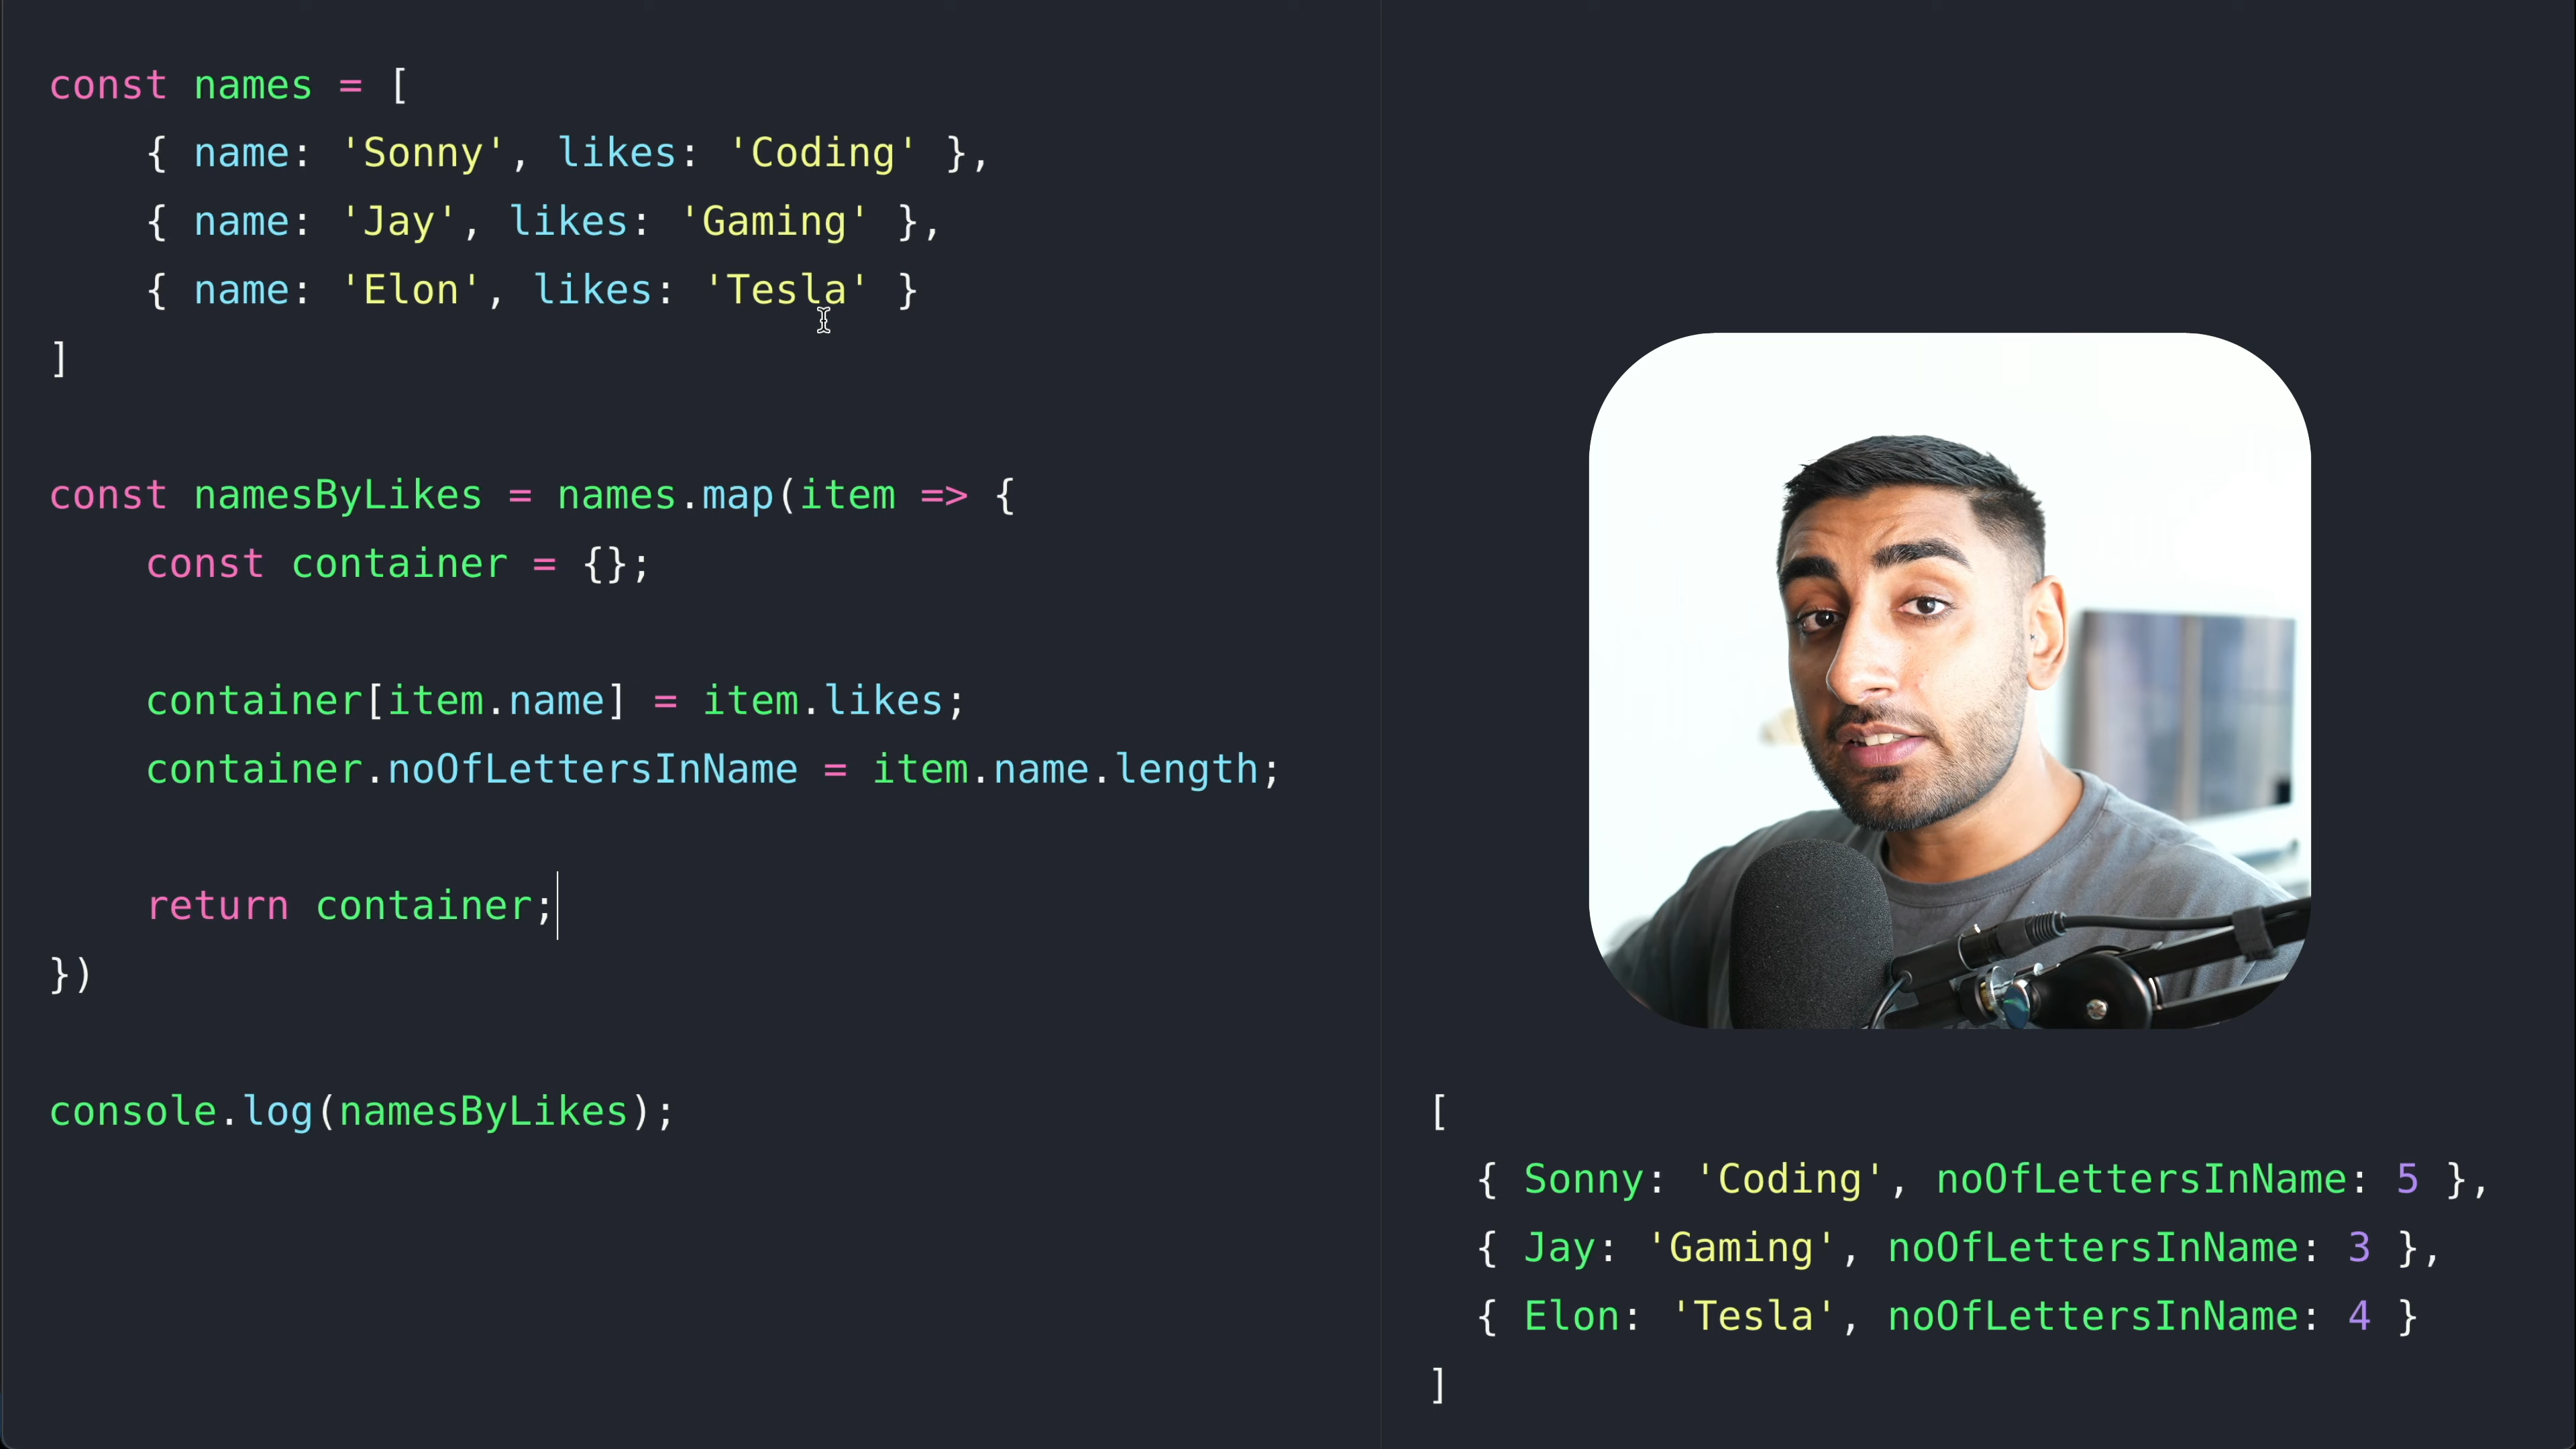 const names = [
    { name: 'Sonny', likes: 'Coding' },
    { name: 'Jay', likes: 'Gaming' },
    { name: 'Elon', likes: 'Tesla' }
]
const namesByLikes = names.map(item => {
    const container = {};
    container[item.name] = item.likes;
    container.noOfLettersInName = item.name.length;
    return container;
})
console.log(namesByLikes);
[
  { Sonny: 'Coding', noOfLettersInName: 5 },
  { Jay: 'Gaming', noOfLettersInName: 3 },
  { Elon: 'Tesla', noOfLettersInName: 4 }
]